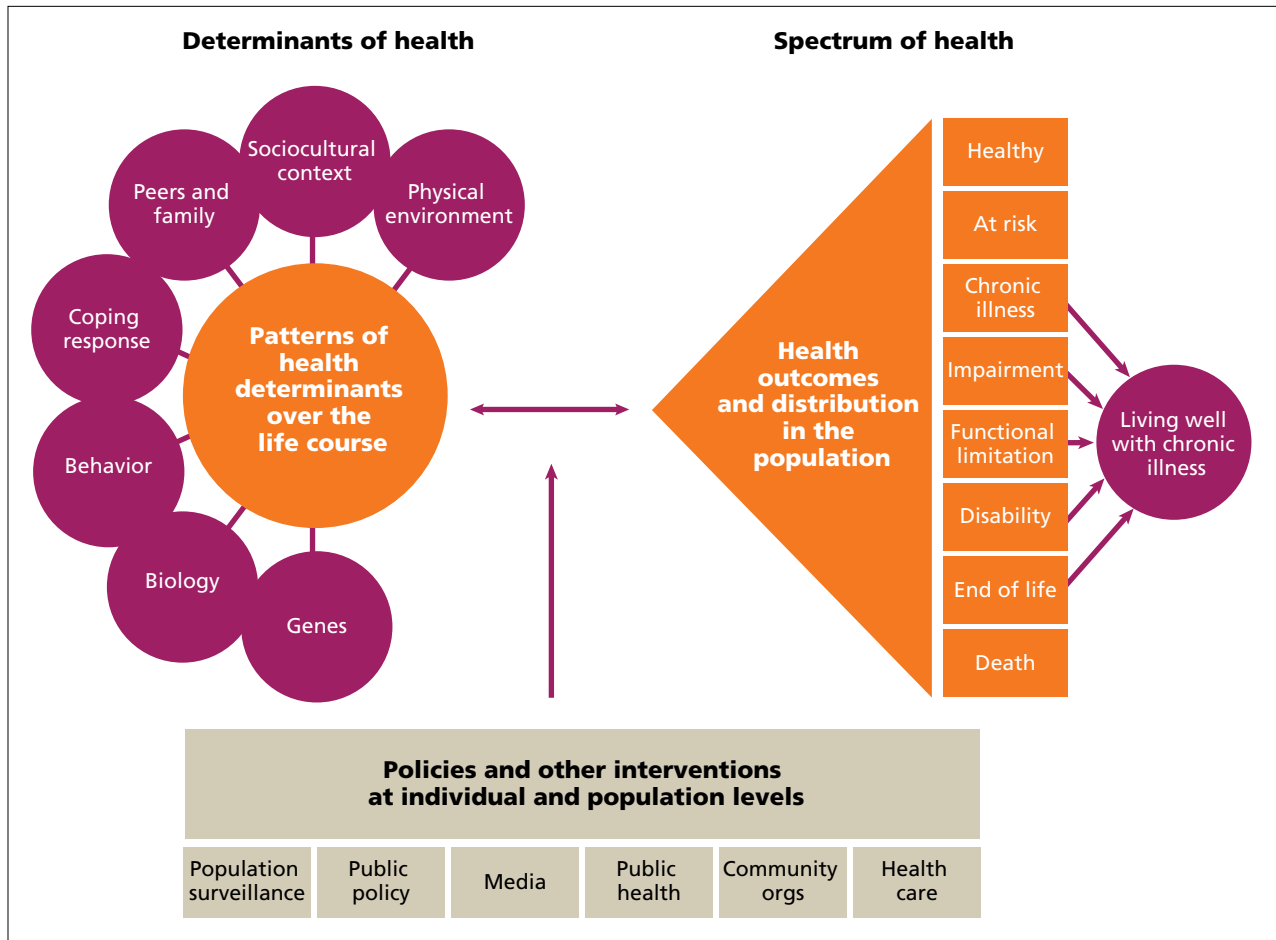 Determinants of health
Spectrum of health
Sociocultural
context
Peers and
family
Physical
environment
Coping
response
Behavior
Biology
Genes
Patterns of
health
determinants
over the
life course
Health
outcomes
and distribution
in the
population
Healthy
At risk
Chronic
illness
Impairment
Functional
limitation
Disability
End of life
Death
Living well
with chronic
illness
Policies and other interventions
at individual and population levels
Population
surveillance
Public
policy
Media
Public
health
Community
orgs
Health
care